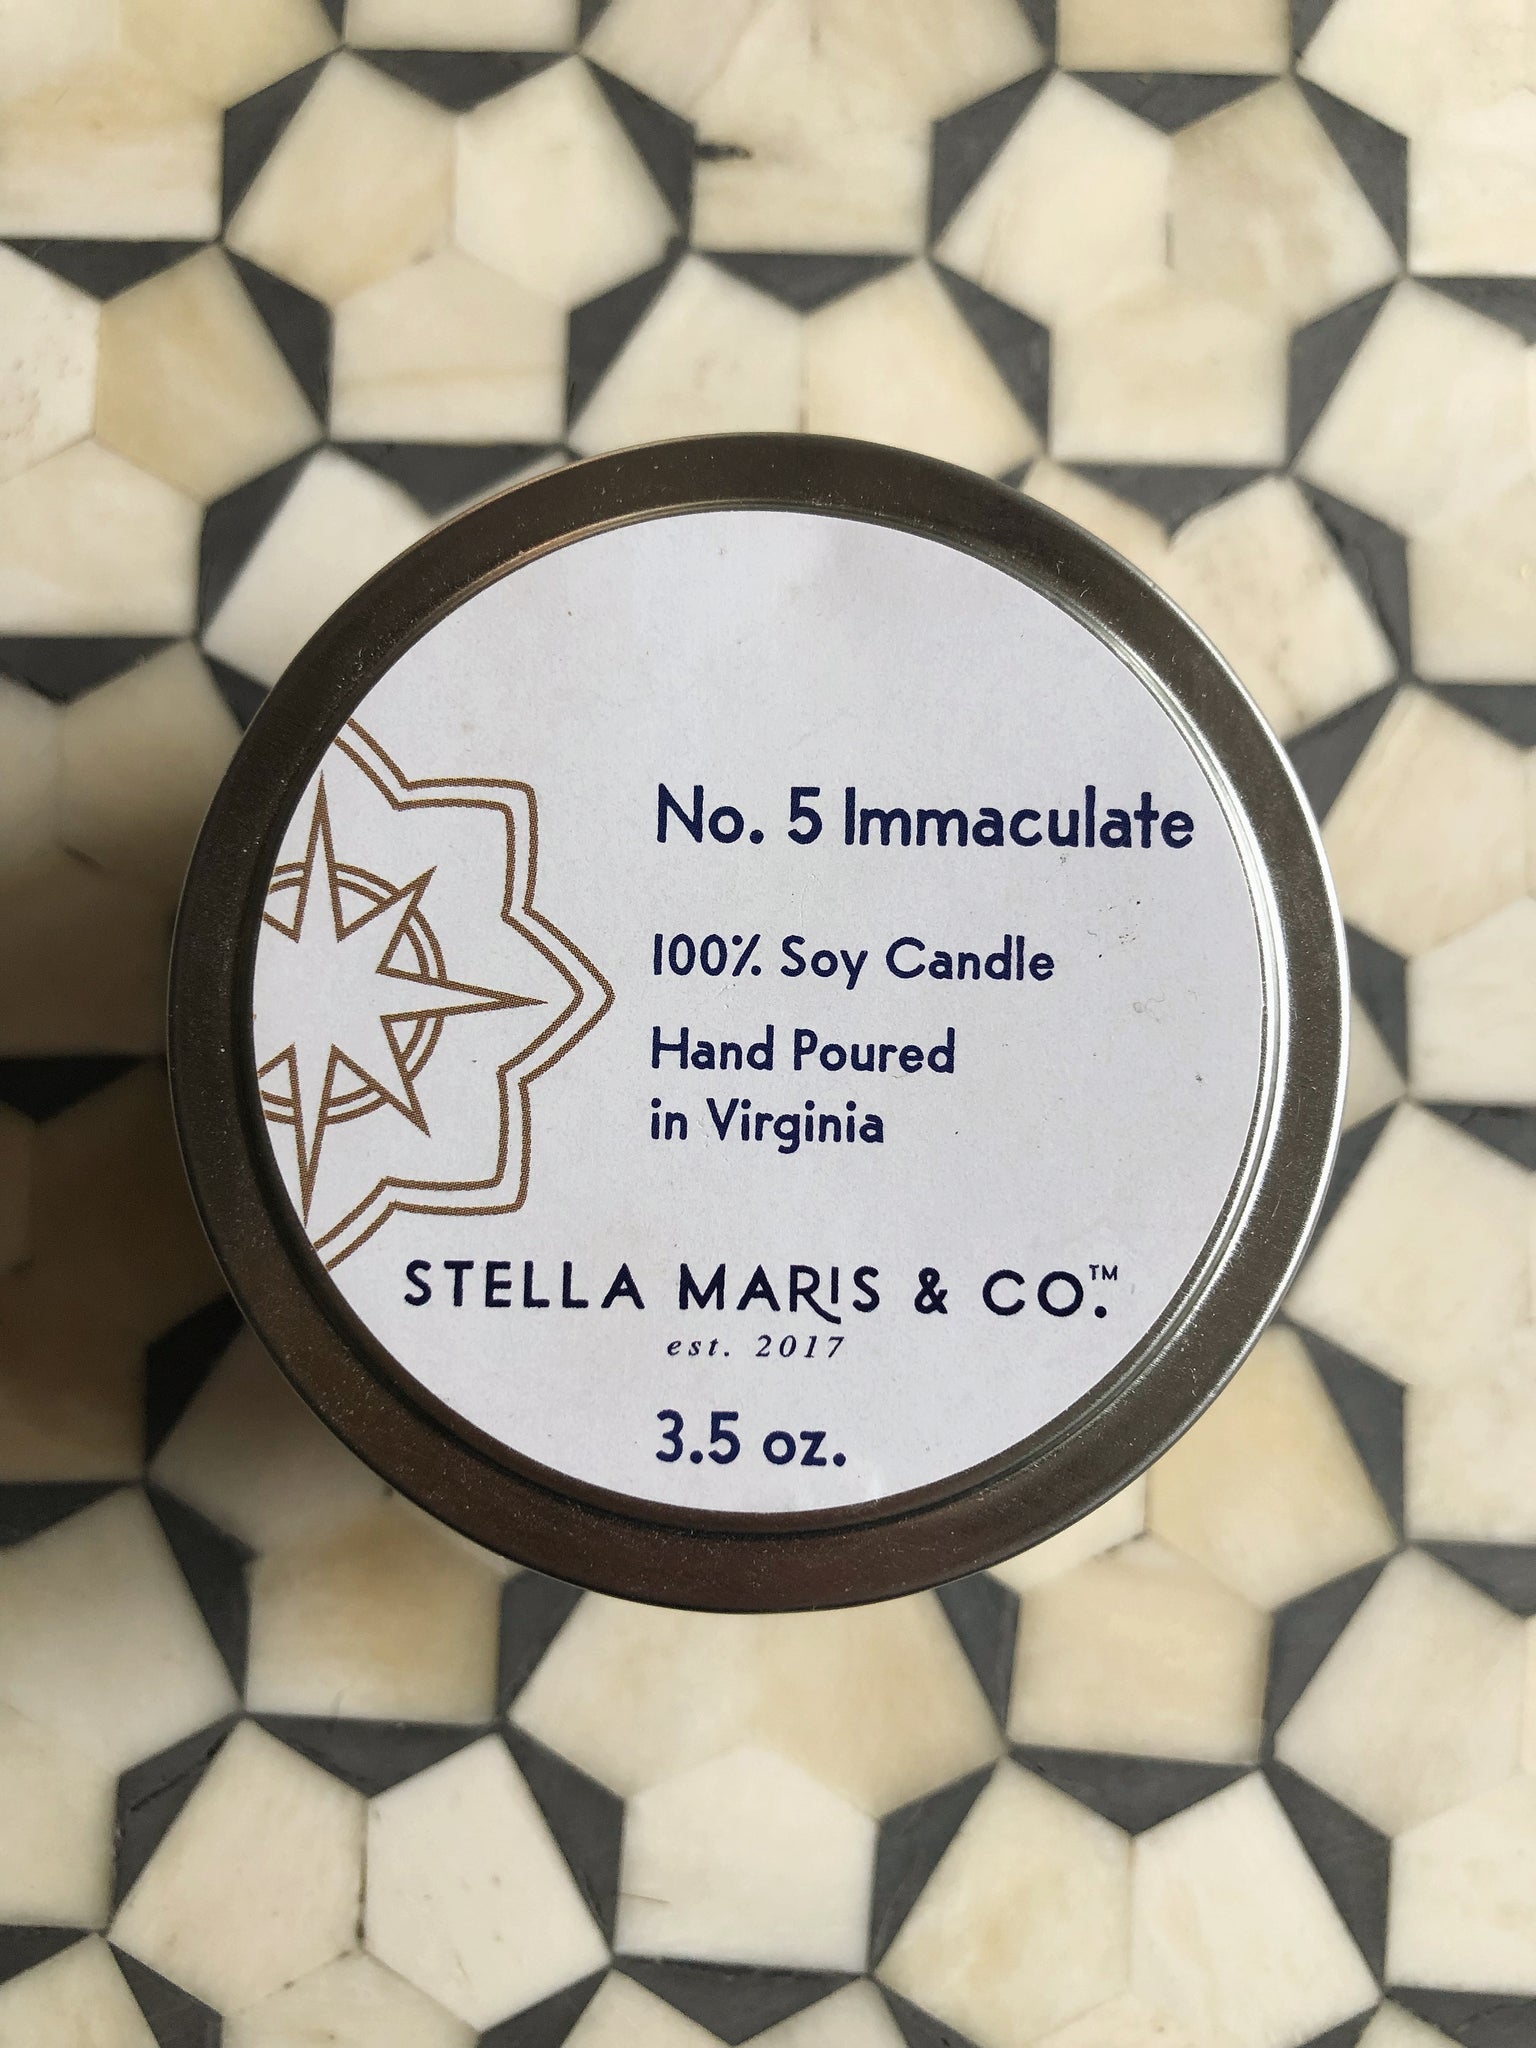 No. 5 Immaculate
100% Soy Candle
Hand Poured
in Virginia
STELLA MARIS & CO.™
est. 2017
3.5 oz.